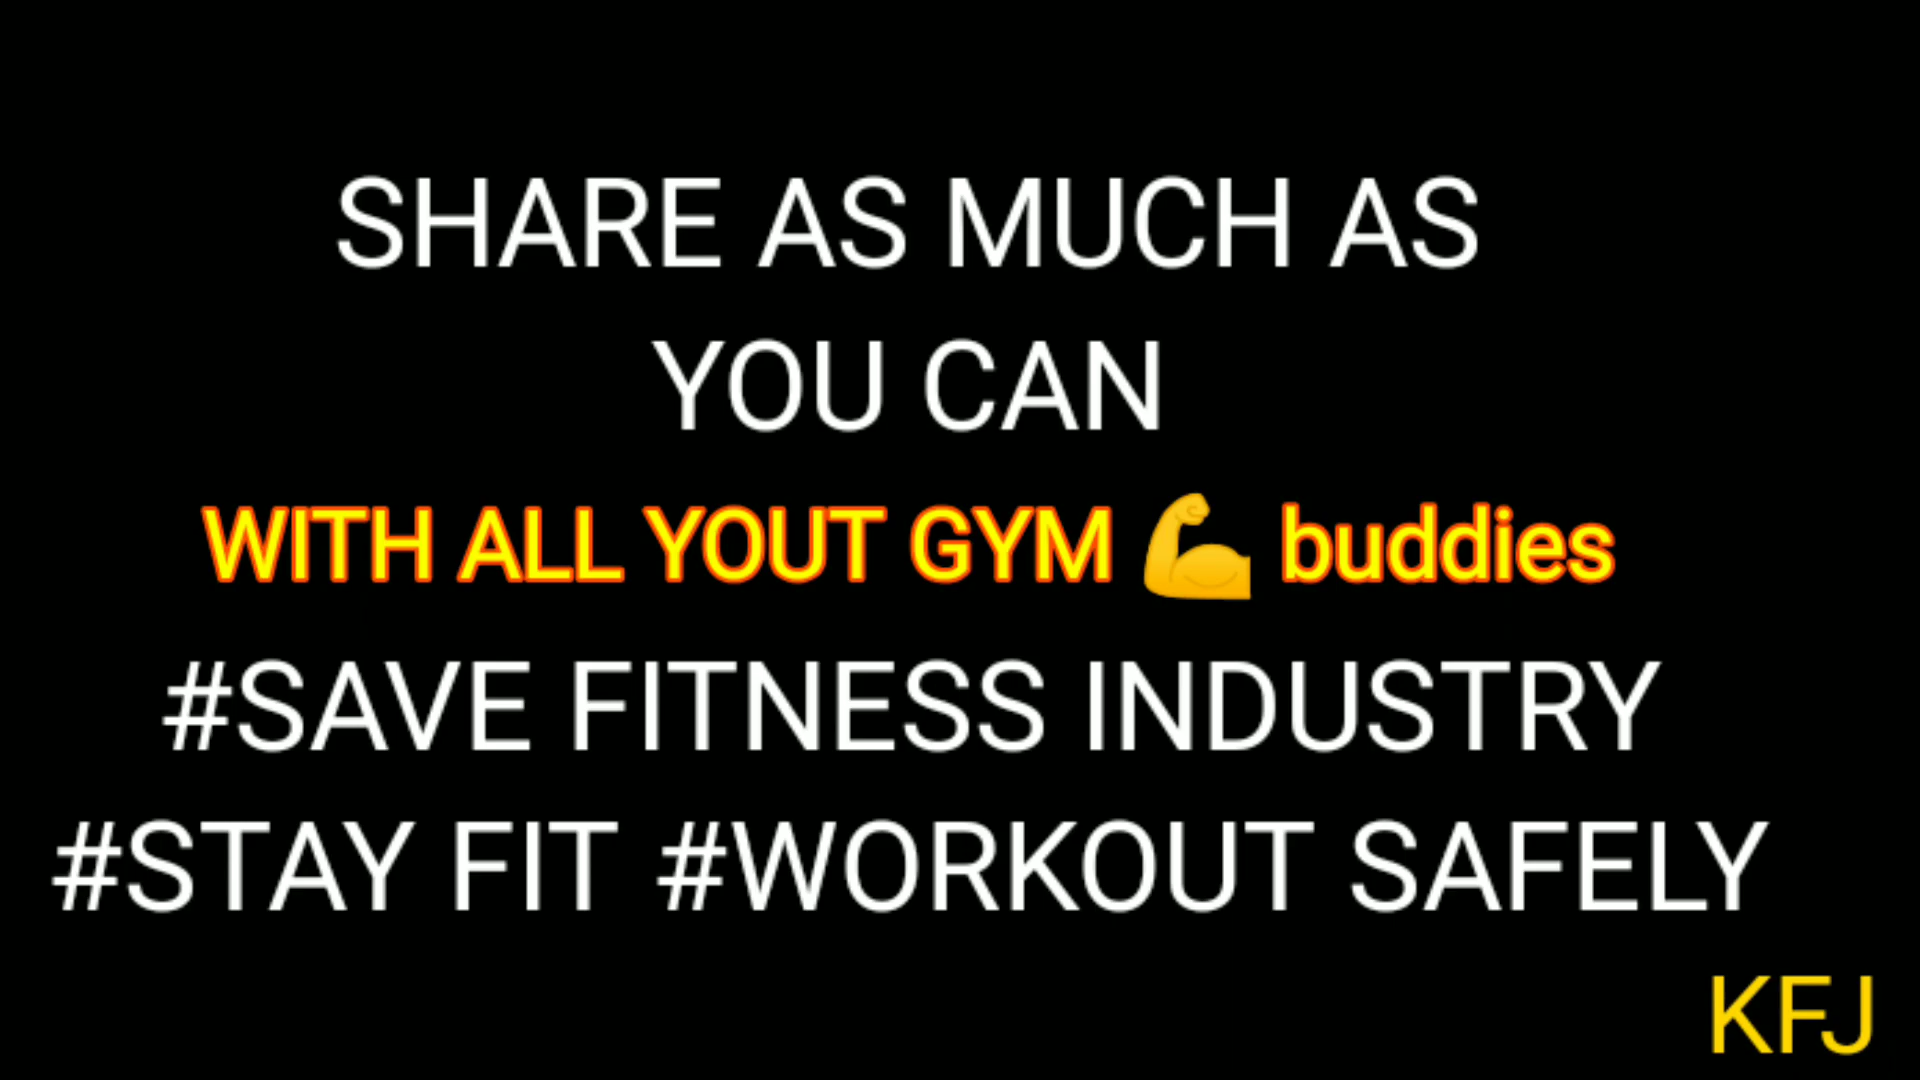 SHARE AS MUCH AS
YOU CAN
WITH ALL YOUT GYM 💪 buddies
#SAVE FITNESS INDUSTRY
#STAY FIT #WORKOUT SAFELY
KFJ